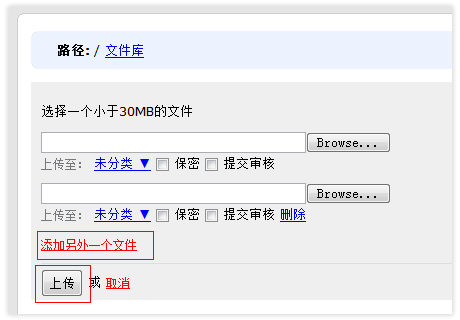 路径: / 文件库
选择一个小于30MB的文件
Browse...
上传至: 未分类 ▼ 保密 提交审核
Browse...
上传至: 未分类 ▼ 保密 提交审核 删除
添加另外一个文件
上传 或 取消